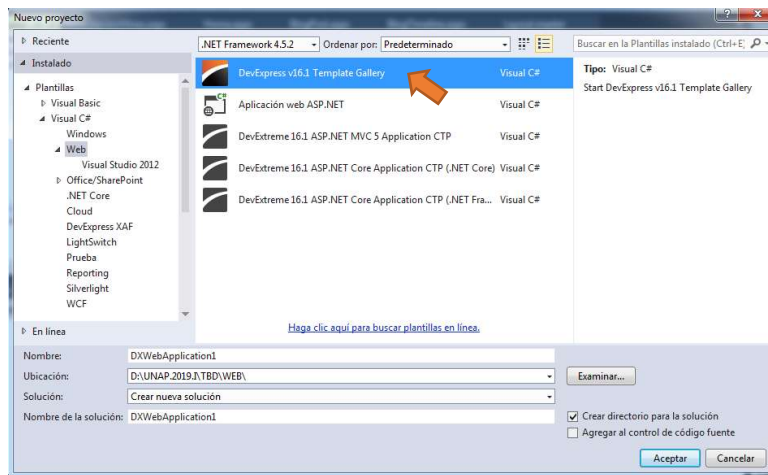 Nuevo proyecto
Reciente
.NET Framework 4.5.2
Ordenar por: Predeterminado
Buscar en la Plantillas instalado (Ctrl+E)
Instalado
Plantillas
Visual Basic
Visual C#
Windows
Web
Visual Studio 2012
Office/SharePoint
.NET Core
Cloud
DevExpress XAF
LightSwitch
Prueba
Reporting
Silverlight
WCF
En línea
DevExpress v16.1 Template Gallery Visual C#
Aplicación web ASP.NET Visual C#
DevExtreme 16.1 ASP.NET MVC 5 Application CTP Visual C#
DevExtreme 16.1 ASP.NET Core Application CTP (.NET Core) Visual C#
DevExtreme 16.1 ASP.NET Core Application CTP (.NET Fra... Visual C#
Haga clic aquí para buscar plantillas en línea.
Tipo: Visual C#
Start DevExpress v16.1 Template Gallery
Nombre: DXWebApplication1
Ubicación: D:\UNAP.2019.I\TBD\WEB\
Examinar...
Solución: Crear nueva solución
Nombre de la solución: DXWebApplication1
Crear directorio para la solución
Agregar al control de código fuente
Aceptar
Cancelar